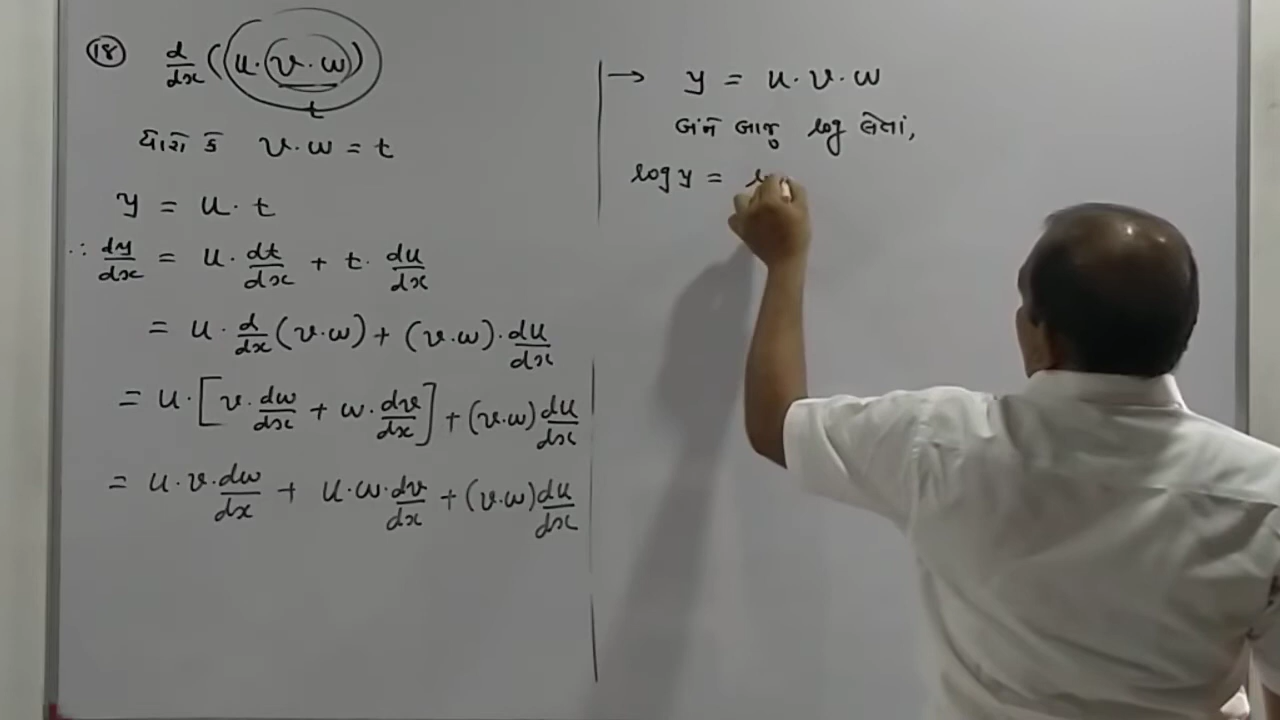 (18) d/dx (u·(v·w))
t
ધારો કે v·w = t
y = u·t
∴ dy/dx = u·dt/dx + t·du/dx
= u·d/dx(v·w) + (v·w)·du/dx
= u·[v·dw/dx + w·dv/dx] + (v·w)du/dx
= u·v·dw/dx + u·w·dv/dx + (v·w)du/dx
→ y = u·v·w
બંને બાજુ log લેતાં,
log y =